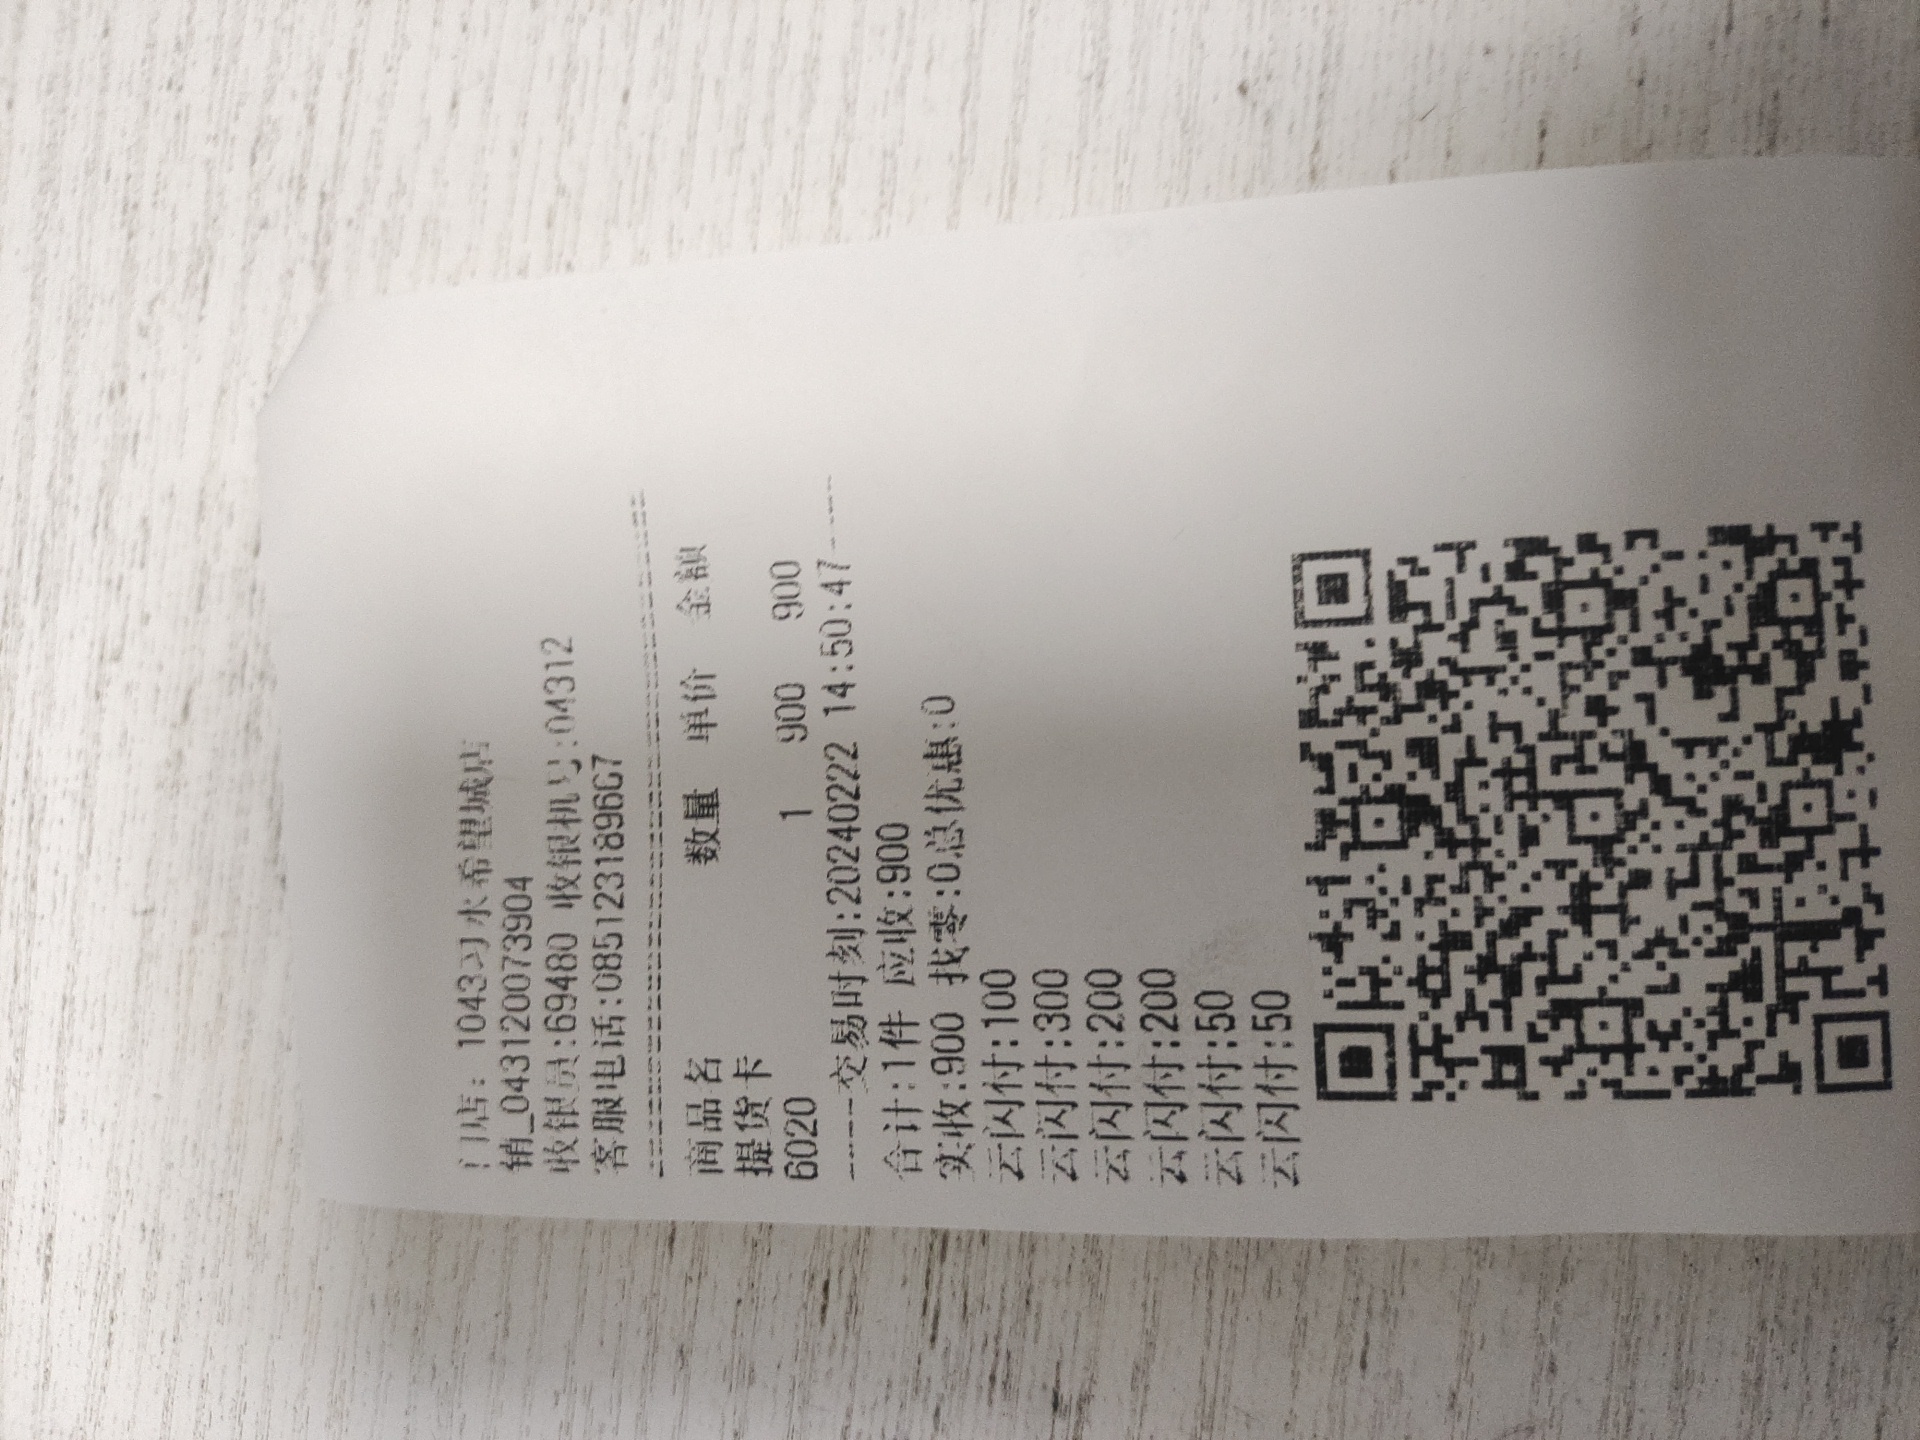 门店: 1043习水希望城店
销_043120073904
收银员:69480 收银机号:04312
客服电话:085123189667
商品名 数量 单价 金额
提货卡
6020 1 900 900
-----交易时刻:20240222 14:50:47----
合计:1件 应收:900
实收:900 找零:0总优惠:0
云闪付:100
云闪付:300
云闪付:200
云闪付:200
云闪付:50
云闪付:50